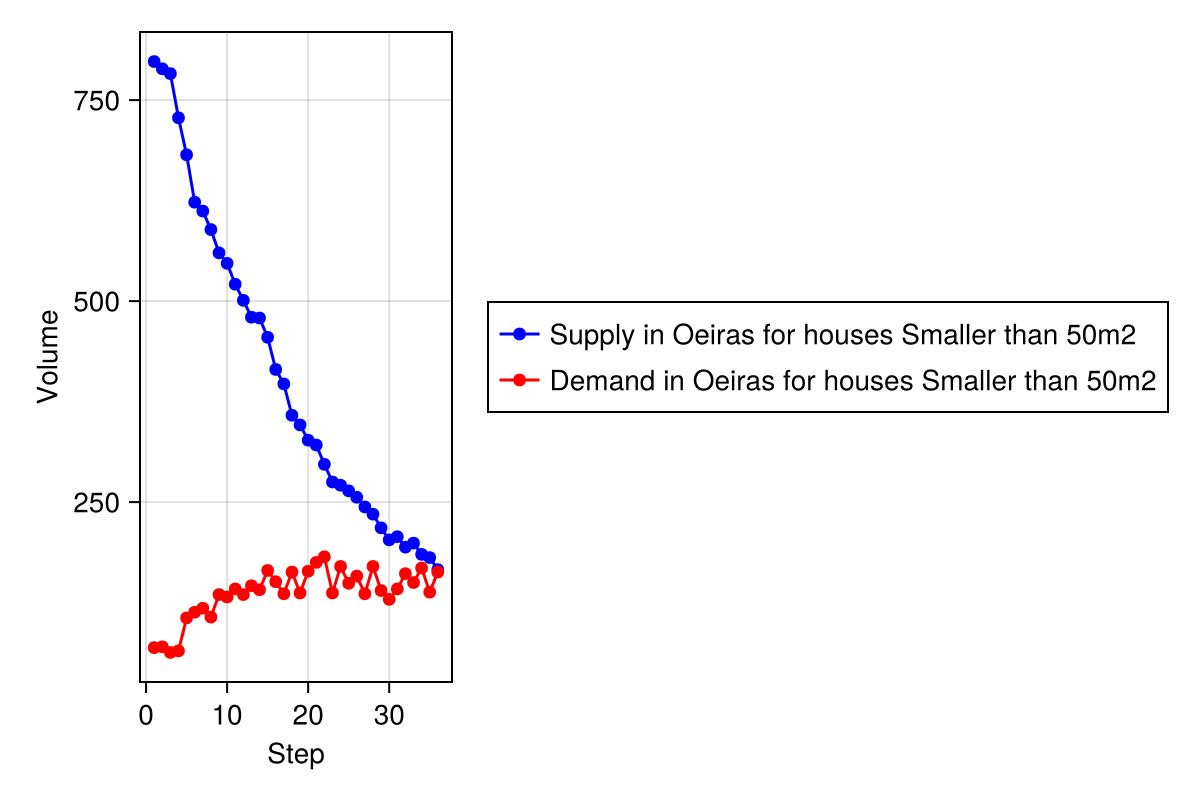 Volume
750
500
250
0 10 20 30
Step
Supply in Oeiras for houses Smaller than 50m2
Demand in Oeiras for houses Smaller than 50m2